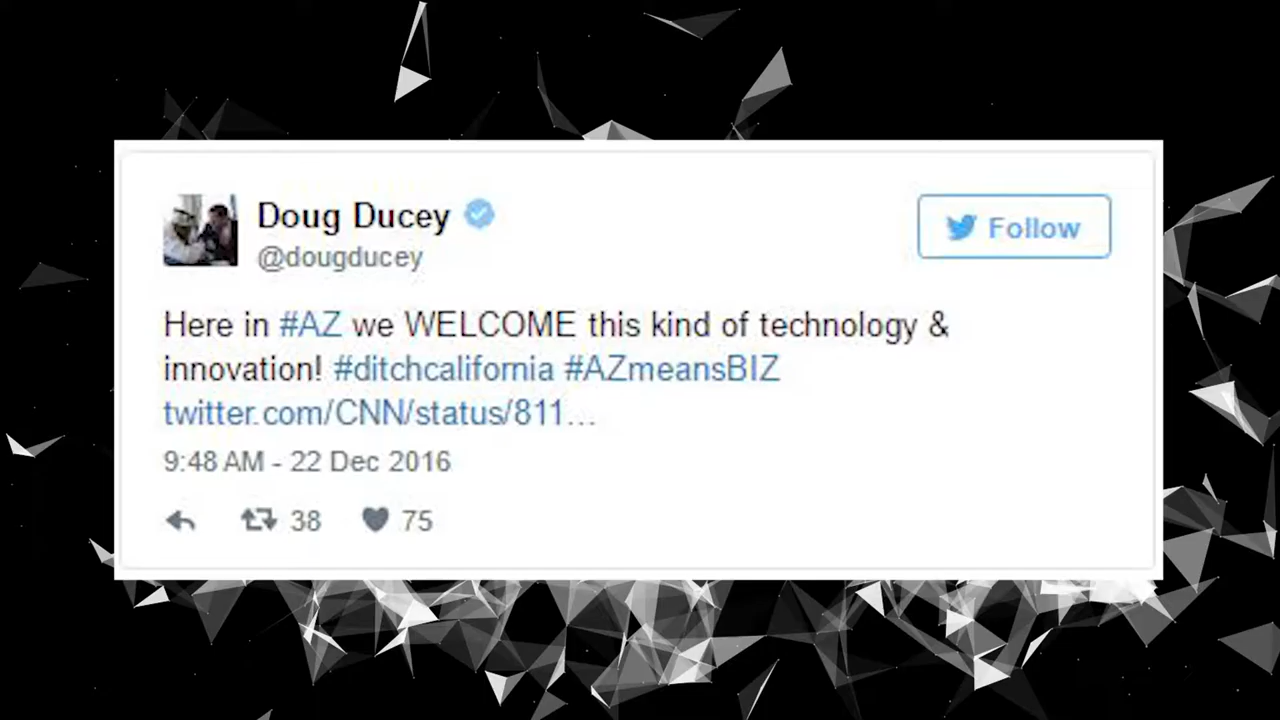 Doug Ducey
@dougducey
Follow
Here in #AZ we WELCOME this kind of technology &
innovation! #ditchcalifornia #AZmeansBIZ
twitter.com/CNN/status/811...
9:48 AM - 22 Dec 2016
38 75